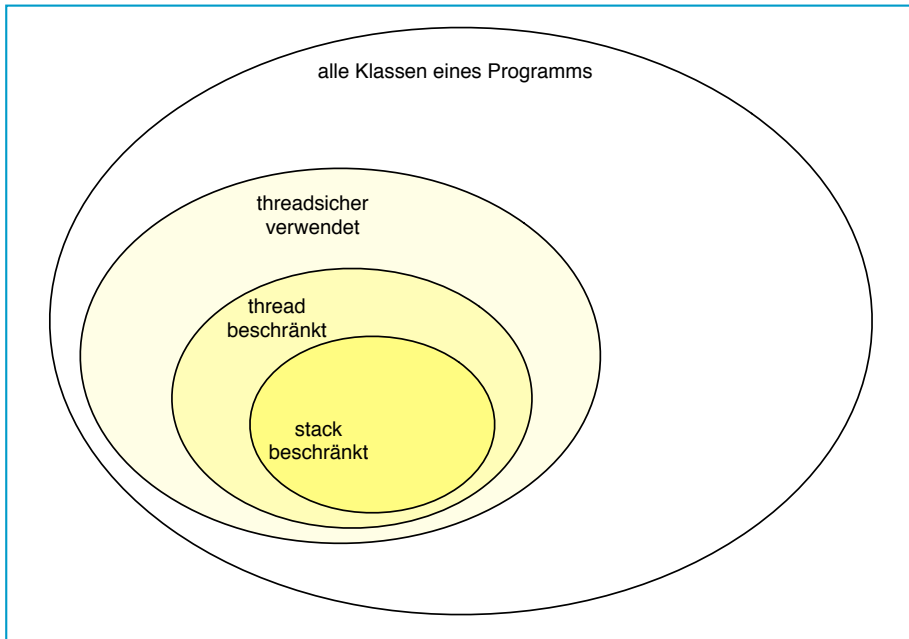 alle Klassen eines Programms
threadsicher
verwendet
thread
beschränkt
stack
beschränkt